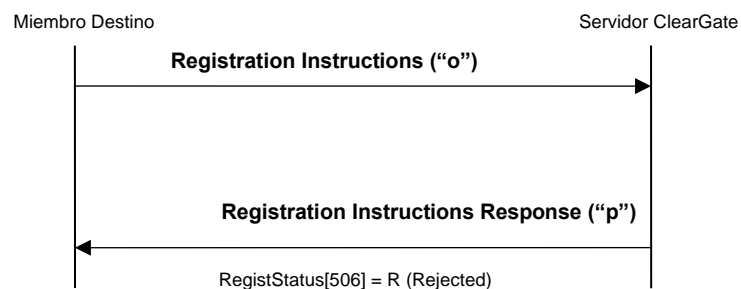 Miembro Destino
Servidor ClearGate
Registration Instructions (“o”)
Registration Instructions Response (“p”)
RegistStatus[506] = R (Rejected)